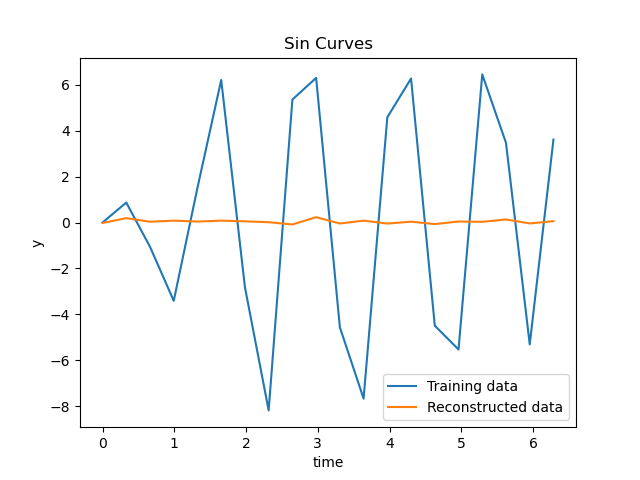 Sin Curves
6
4
2
0
−2
−4
−6
−8
y
0 1 2 3 4 5 6
time
Training data
Reconstructed data